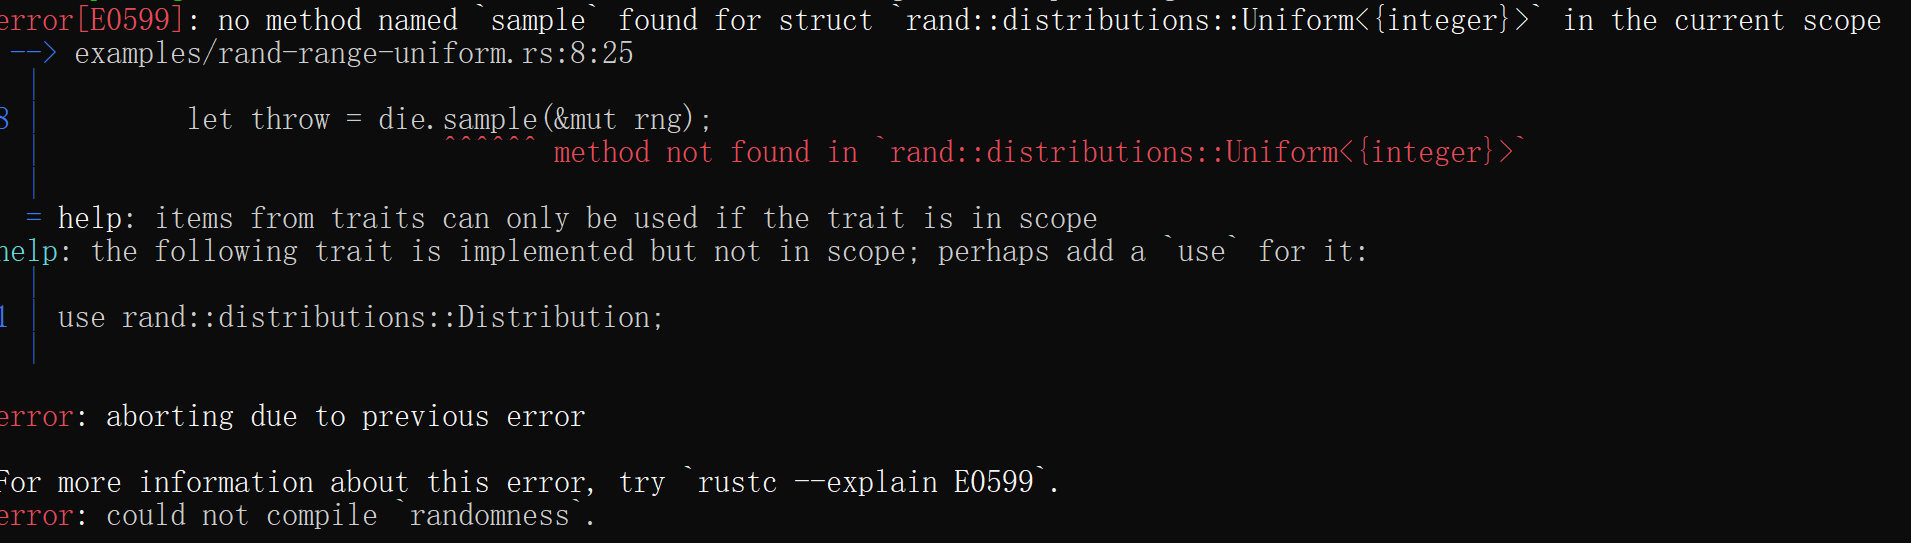 error[E0599]: no method named `sample` found for struct `rand::distributions::Uniform<{integer}>` in the current scope
--> examples/rand-range-uniform.rs:8:25
|
8 |         let throw = die.sample(&mut rng);
|                         ^^^^^^ method not found in `rand::distributions::Uniform<{integer}>`
|
= help: items from traits can only be used if the trait is in scope
help: the following trait is implemented but not in scope; perhaps add a `use` for it:
|
1 | use rand::distributions::Distribution;
|
error: aborting due to previous error
For more information about this error, try `rustc --explain E0599`.
error: could not compile `randomness`.